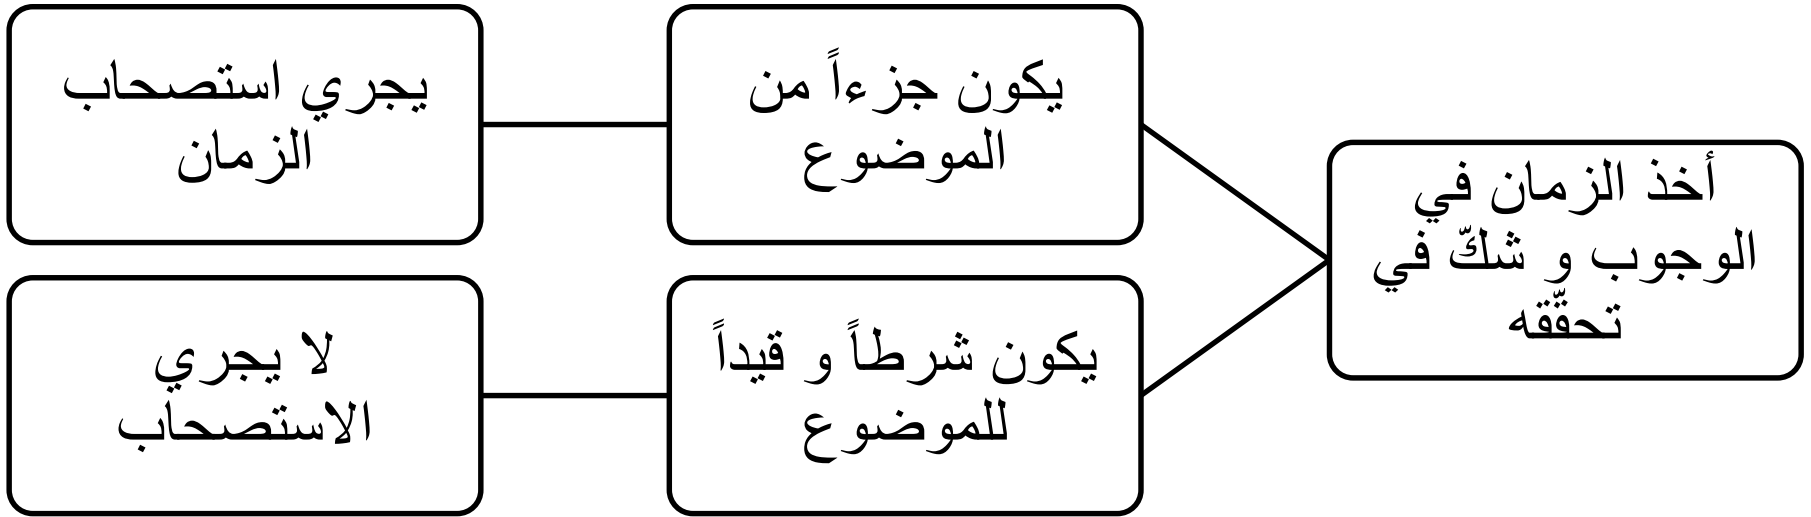 أخذ الزمان في
الوجوب و شكّ في
تحقّقه
يكون جزءاً من
الموضوع
يجري استصحاب
الزمان
يكون شرطاً و قيداً
للموضوع
لا يجري
الاستصحاب